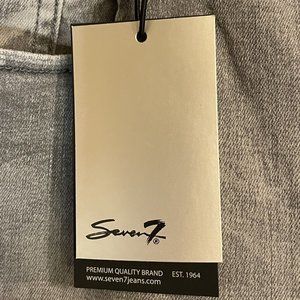 Seven7®
PREMIUM QUALITY BRAND EST. 1964
www.seven7jeans.com